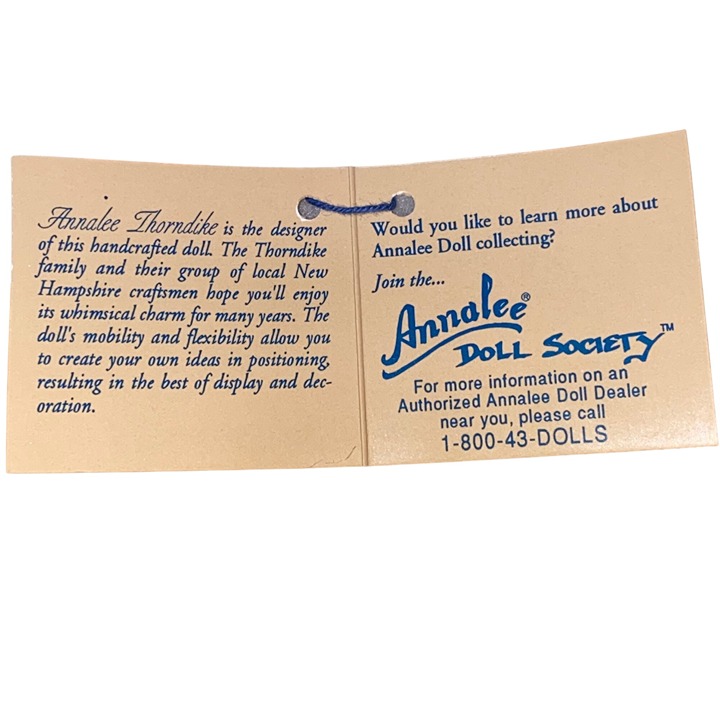 Annalee Thorndike is the designer
of this handcrafted doll. The Thorndike
family and their group of local New
Hampshire craftsmen hope you'll enjoy
its whimsical charm for many years. The
doll's mobility and flexibility allow you
to create your own ideas in positioning,
resulting in the best of display and dec-
oration.
Would you like to learn more about
Annalee Doll collecting?
Join the...
Annalee®
DOLL SOCIETY™
For more information on an
Authorized Annalee Doll Dealer
near you, please call
1-800-43-DOLLS